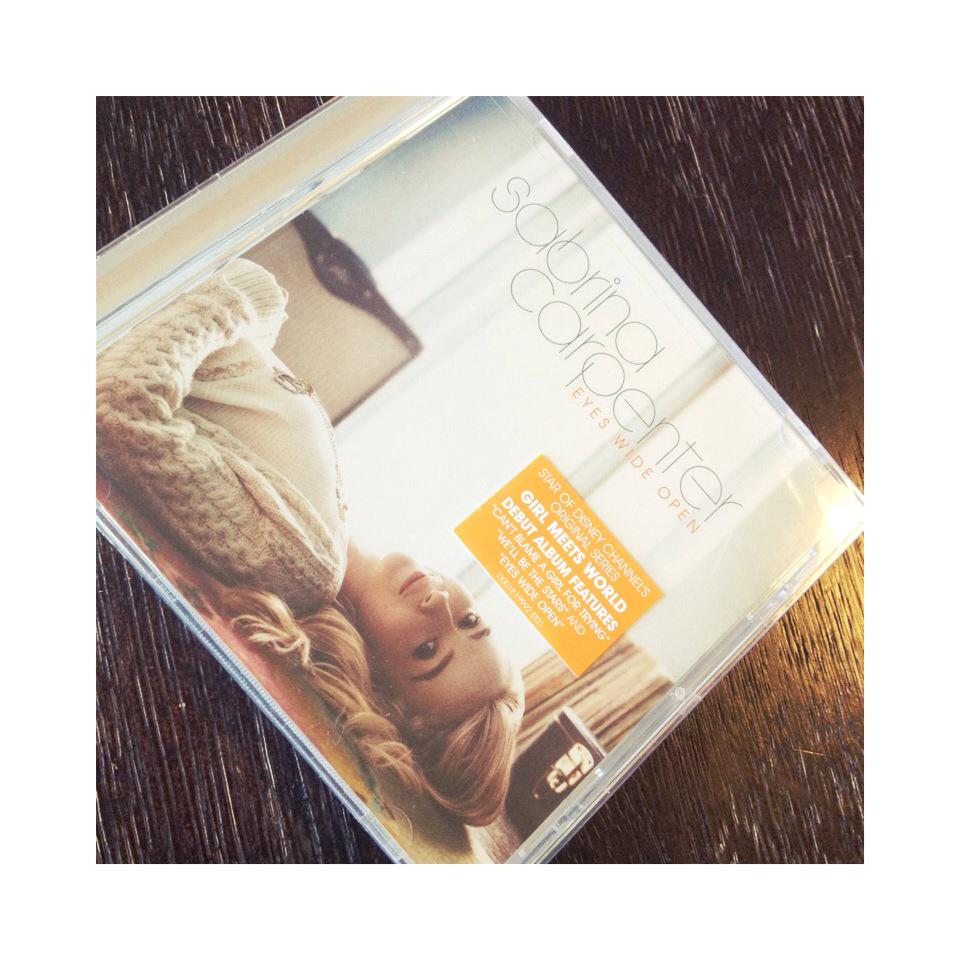 sabrina
carpenter
EYES WIDE OPEN
STAR OF DISNEY CHANNEL'S
ORIGINAL SERIES
GIRL MEETS WORLD
DEBUT ALBUM FEATURES
"CAN'T BLAME A GIRL FOR TRYING"
"WE'LL BE THE STARS" AND
"EYES WIDE OPEN"